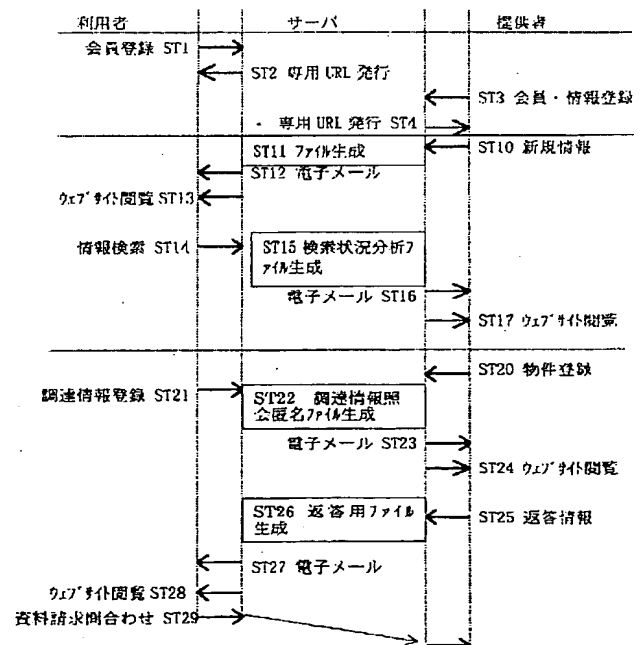 利用者 サーバ 提供者
会員登録 ST1
ST2 専用 URL 発行
ST3 会員・情報登録
・ 専用 URL 発行 ST4
ST11 ファイル生成
ST10 新規情報
ST12 電子メール
ウェブサイト閲覧 ST13
情報検索 ST14
ST15 検索状況分析フ
ァイル生成
電子メール ST16
ST17 ウェブサイト閲覧
ST20 物件登録
調達情報登録 ST21
ST22 調達情報照
会匿名ファイル生成
電子メール ST23
ST24 ウェブサイト閲覧
ST26 返答用ファイル
生成
ST25 返答情報
ST27 電子メール
ウェブサイト閲覧 ST28
資料請求問合わせ ST29